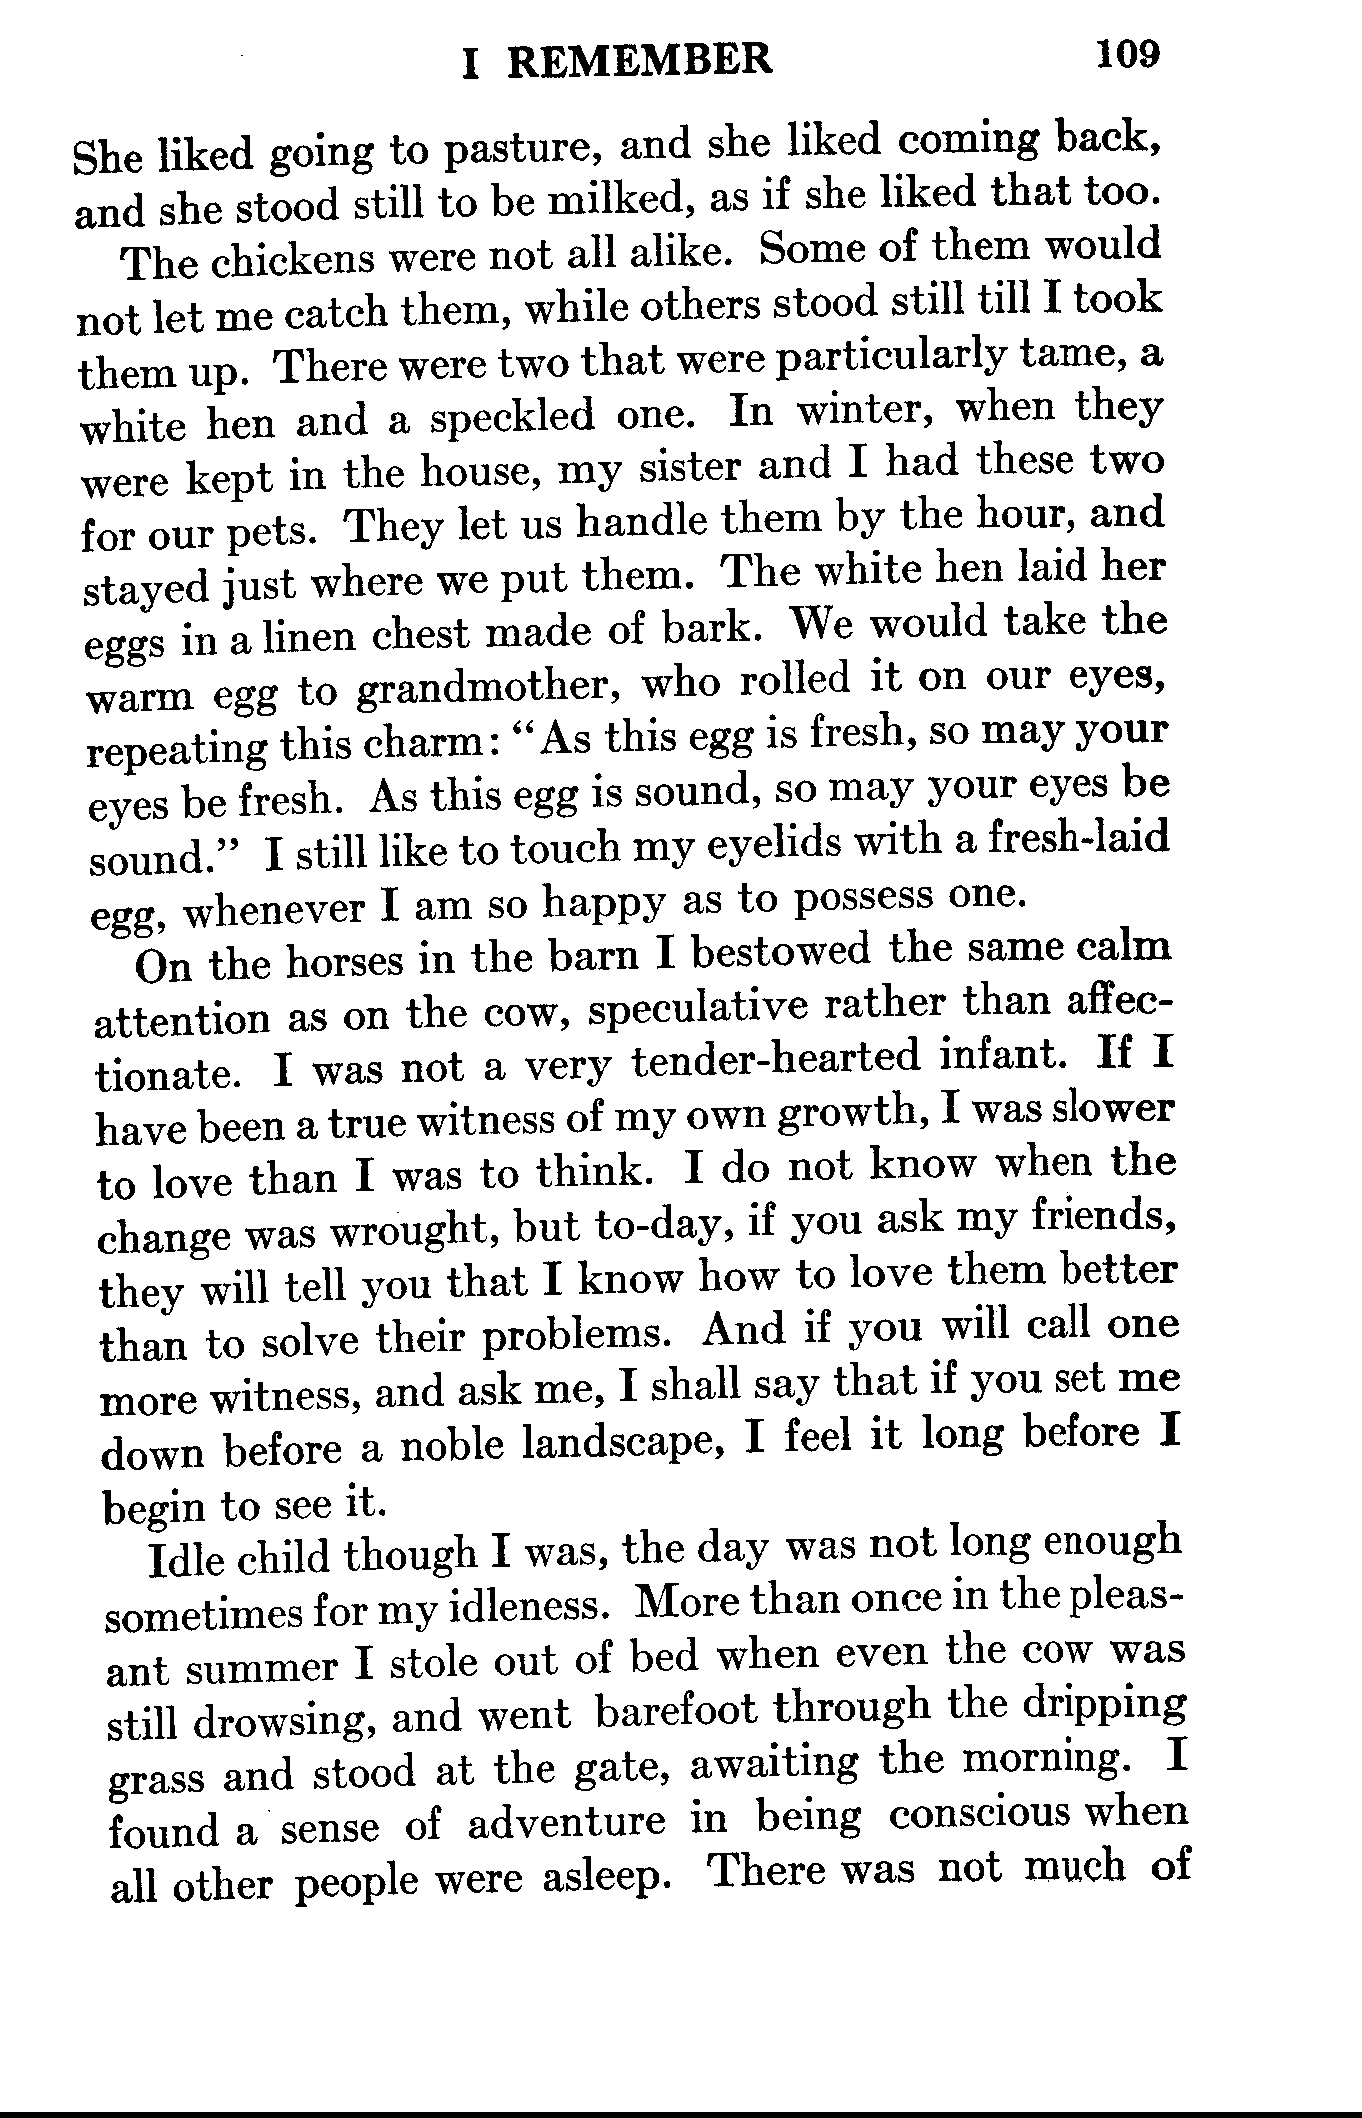 I REMEMBER 109
She liked going to pasture, and she liked coming back,
and she stood still to be milked, as if she liked that too.
The chickens were not all alike. Some of them would
not let me catch them, while others stood still till I took
them up. There were two that were particularly tame, a
white hen and a speckled one. In winter, when they
were kept in the house, my sister and I had these two
for our pets. They let us handle them by the hour, and
stayed just where we put them. The white hen laid her
eggs in a linen chest made of bark. We would take the
warm egg to grandmother, who rolled it on our eyes,
repeating this charm: “As this egg is fresh, so may your
eyes be fresh. As this egg is sound, so may your eyes be
sound.” I still like to touch my eyelids with a fresh-laid
egg, whenever I am so happy as to possess one.
On the horses in the barn I bestowed the same calm
attention as on the cow, speculative rather than affec-
tionate. I was not a very tender-hearted infant. If I
have been a true witness of my own growth, I was slower
to love than I was to think. I do not know when the
change was wrought, but to-day, if you ask my friends,
they will tell you that I know how to love them better
than to solve their problems. And if you will call one
more witness, and ask me, I shall say that if you set me
down before a noble landscape, I feel it long before I
begin to see it.
Idle child though I was, the day was not long enough
sometimes for my idleness. More than once in the pleas-
ant summer I stole out of bed when even the cow was
still drowsing, and went barefoot through the dripping
grass and stood at the gate, awaiting the morning. I
found a sense of adventure in being conscious when
all other people were asleep. There was not much of